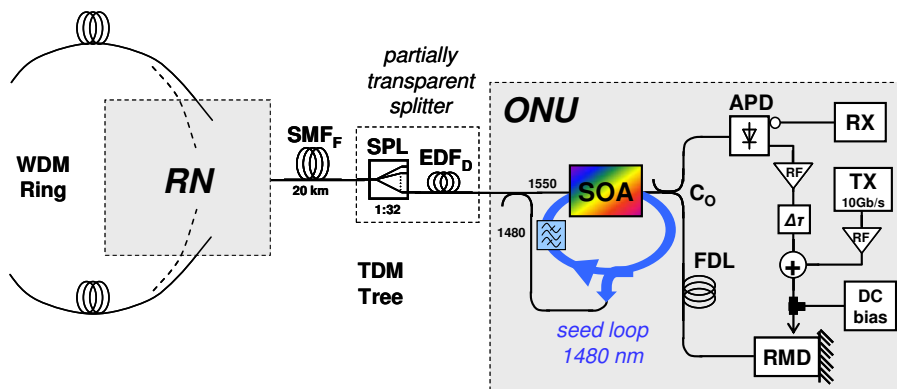 WDM
Ring
RN
SMF_F
20 km
partially
transparent
splitter
SPL
1:32
EDF_D
TDM
Tree
ONU
1550
1480
SOA
seed loop
1480 nm
C_O
FDL
APD
RX
RF
TX
10Gb/s
RF
Δτ
+
DC
bias
RMD